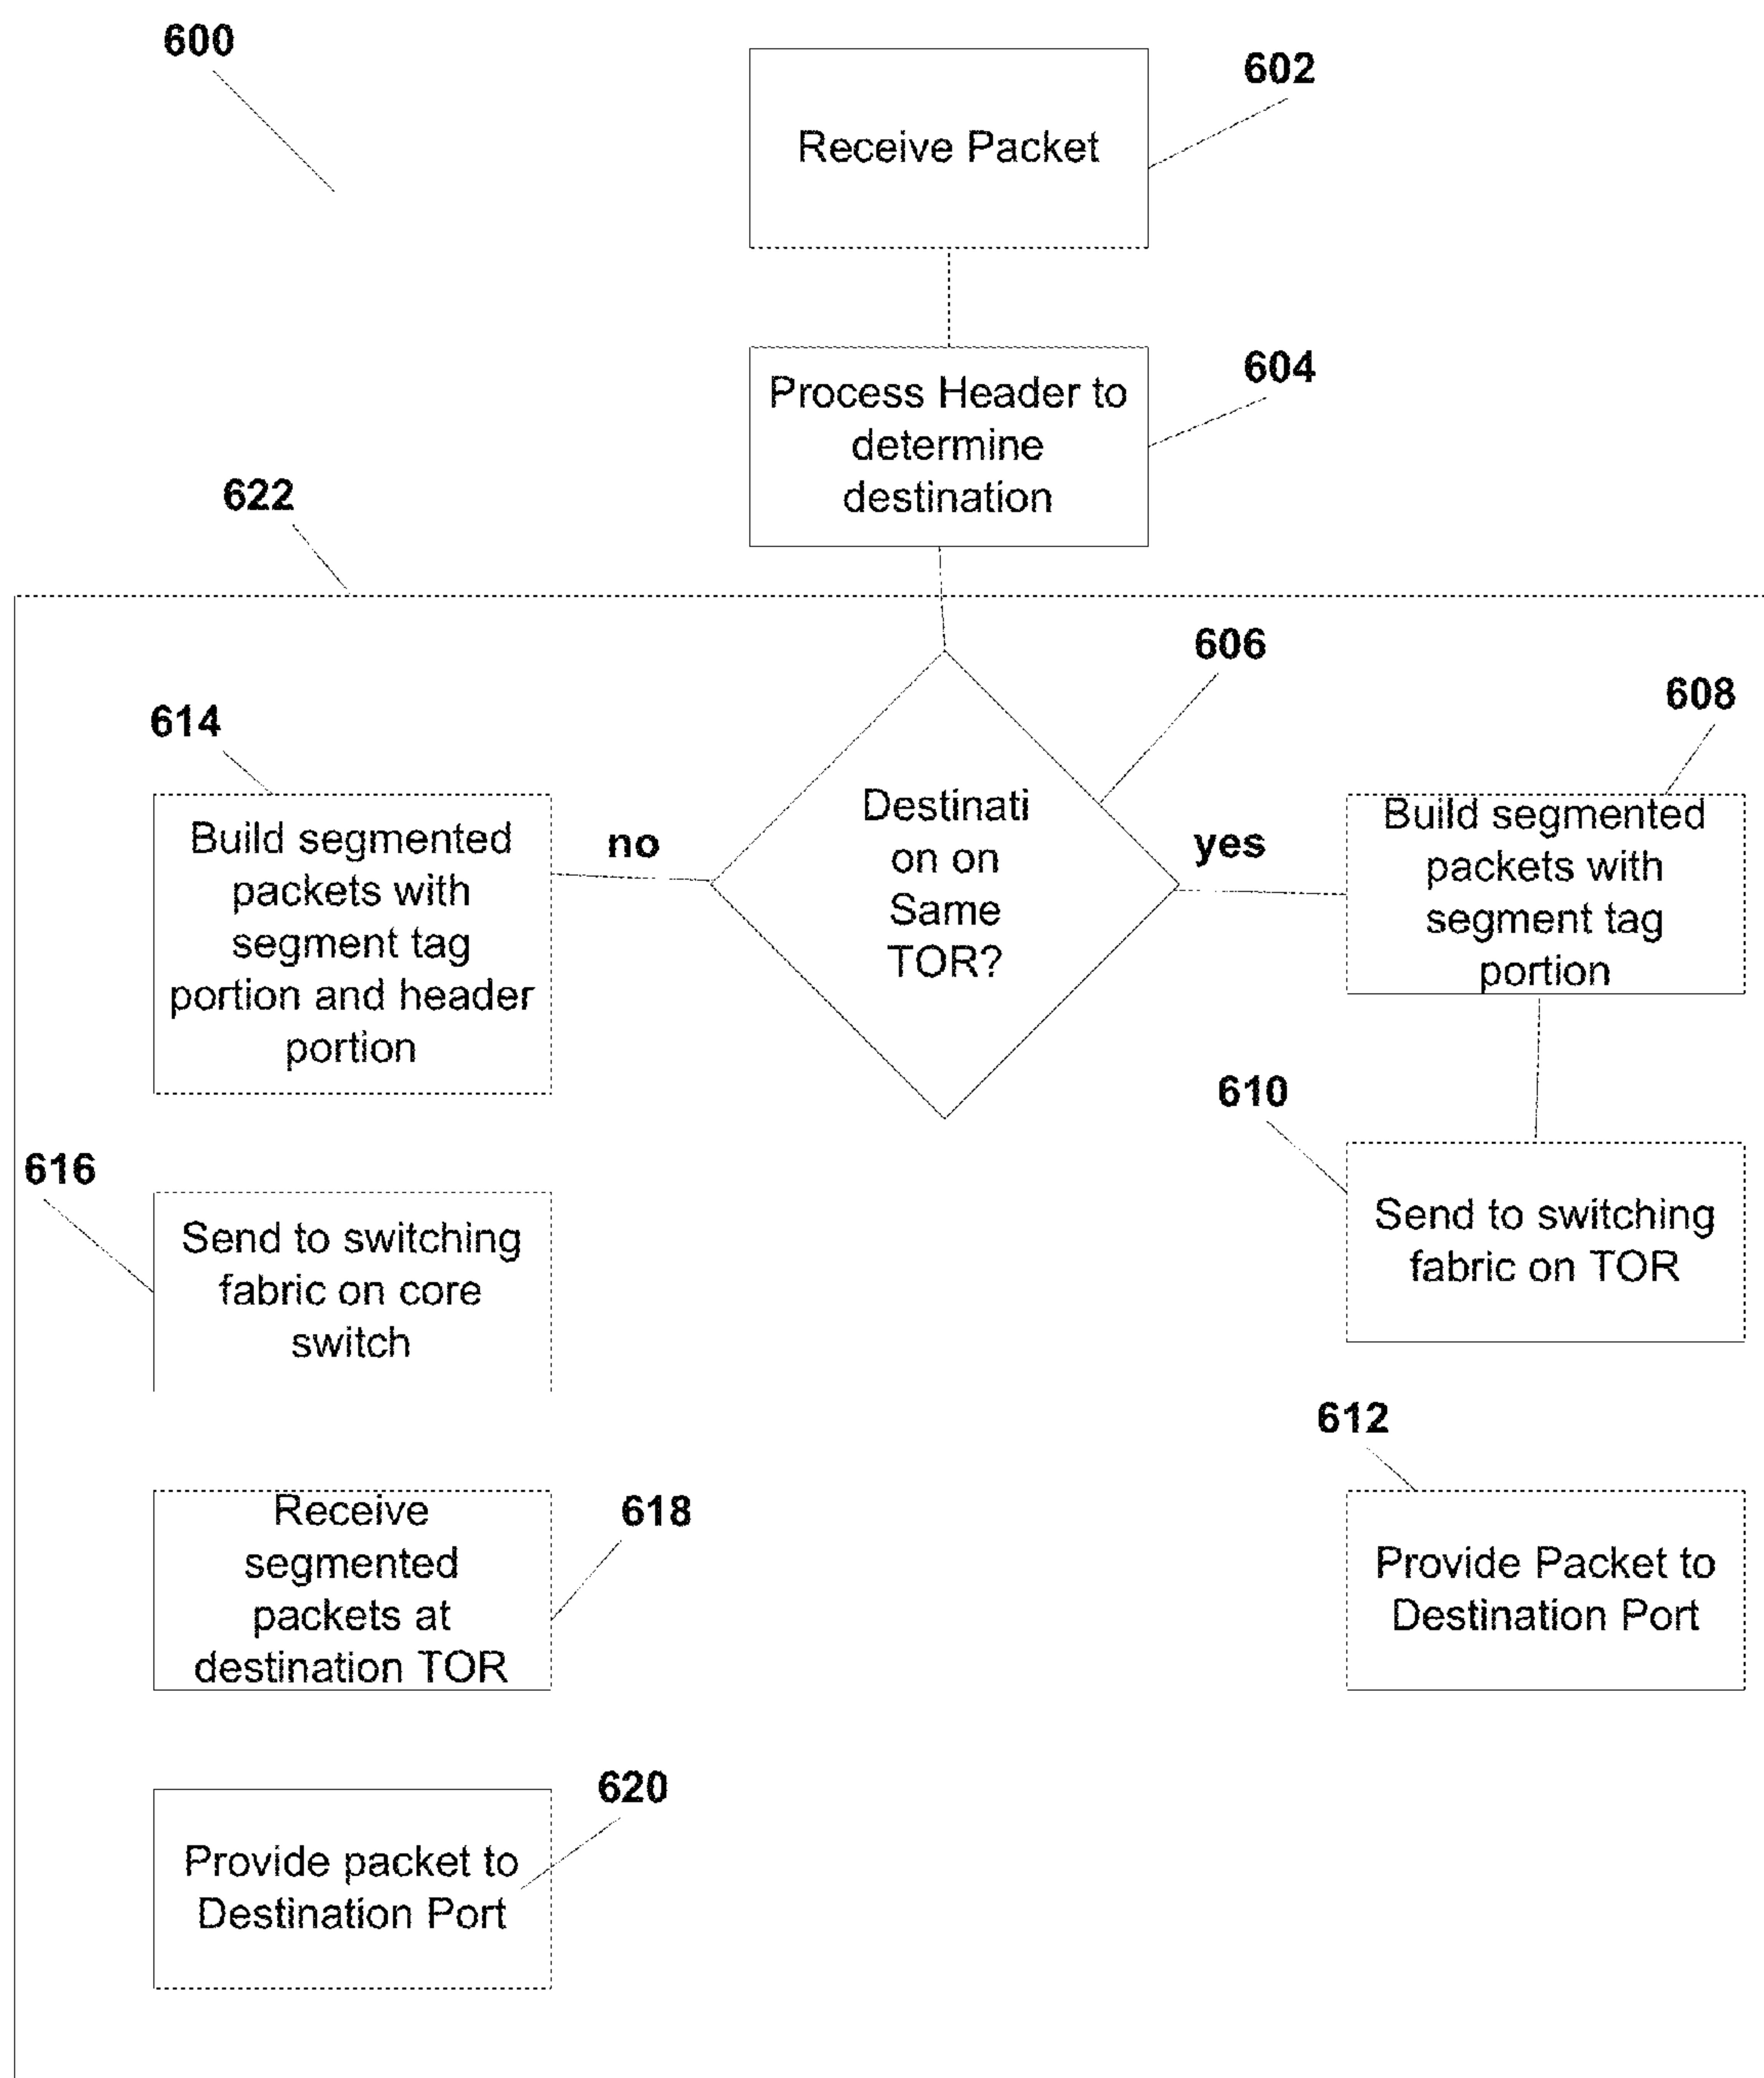 600
602
Receive Packet
604
Process Header to
determine
destination
622
606
608
614
Destinati
on on
Same
TOR?
no
yes
Build segmented
packets with
segment tag
portion and header
portion
Build segmented
packets with
segment tag
portion
610
616
Send to switching
fabric on core
switch
Send to switching
fabric on TOR
612
618
Receive
segmented
packets at
destination TOR
Provide Packet to
Destination Port
620
Provide packet to
Destination Port